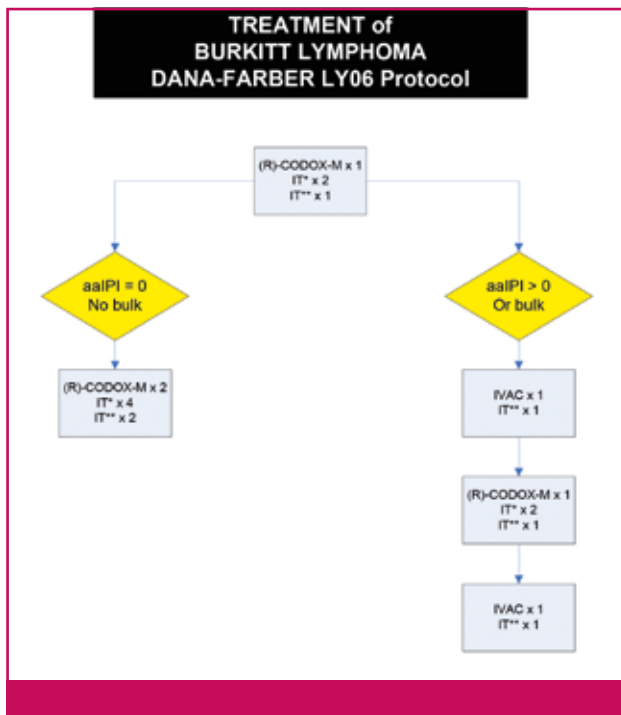 TREATMENT of
BURKITT LYMPHOMA
DANA-FARBER LY06 Protocol
(R)-CODOX-M x 1
IT* x 2
IT** x 1
aaIPI = 0
No bulk
aaIPI > 0
Or bulk
(R)-CODOX-M x 2
IT* x 4
IT** x 2
IVAC x 1
IT** x 1
(R)-CODOX-M x 1
IT* x 2
IT** x 1
IVAC x 1
IT** x 1